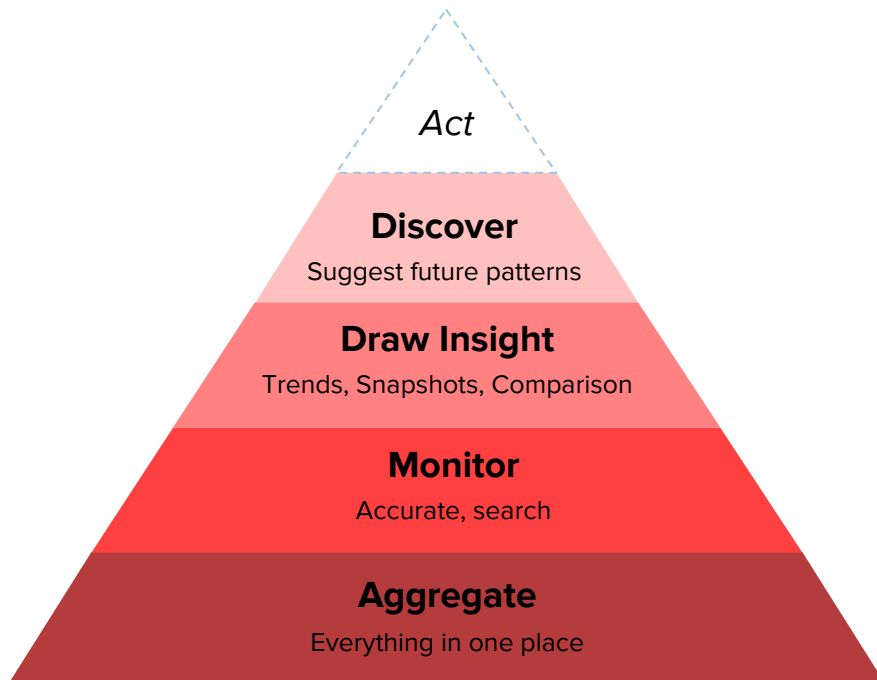 Act
Discover
Suggest future patterns
Draw Insight
Trends, Snapshots, Comparison
Monitor
Accurate, search
Aggregate
Everything in one place